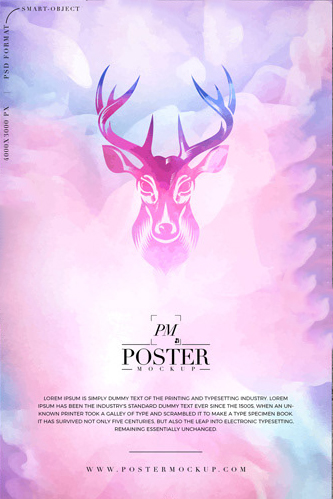 SMART-OBJECT
PSD FORMAT
4000X3000 PX
PM
POSTER
MOCKUP
LOREM IPSUM IS SIMPLY DUMMY TEXT OF THE PRINTING AND TYPESETTING INDUSTRY. LOREM
IPSUM HAS BEEN THE INDUSTRY'S STANDARD DUMMY TEXT EVER SINCE THE 1500S, WHEN AN UN-
KNOWN PRINTER TOOK A GALLEY OF TYPE AND SCRAMBLED IT TO MAKE A TYPE SPECIMEN BOOK.
IT HAS SURVIVED NOT ONLY FIVE CENTURIES, BUT ALSO THE LEAP INTO ELECTRONIC TYPESETTING,
REMAINING ESSENTIALLY UNCHANGED.
WWW.POSTERMOCKUP.COM